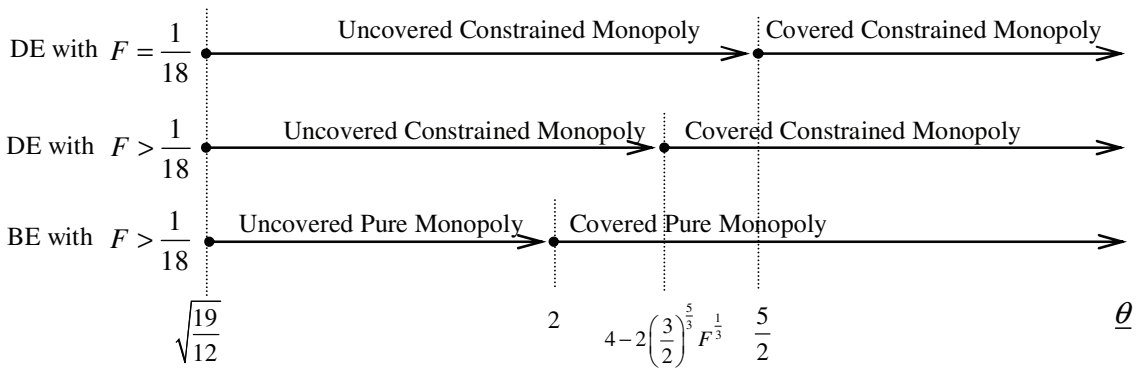 Uncovered Constrained Monopoly Covered Constrained Monopoly
DE with F = 1/18
Uncovered Constrained Monopoly Covered Constrained Monopoly
DE with F > 1/18
Uncovered Pure Monopoly Covered Pure Monopoly
BE with F > 1/18
√(19/12) 2 4 − 2(3/2)^(5/3) F^(1/3) 5/2 θ